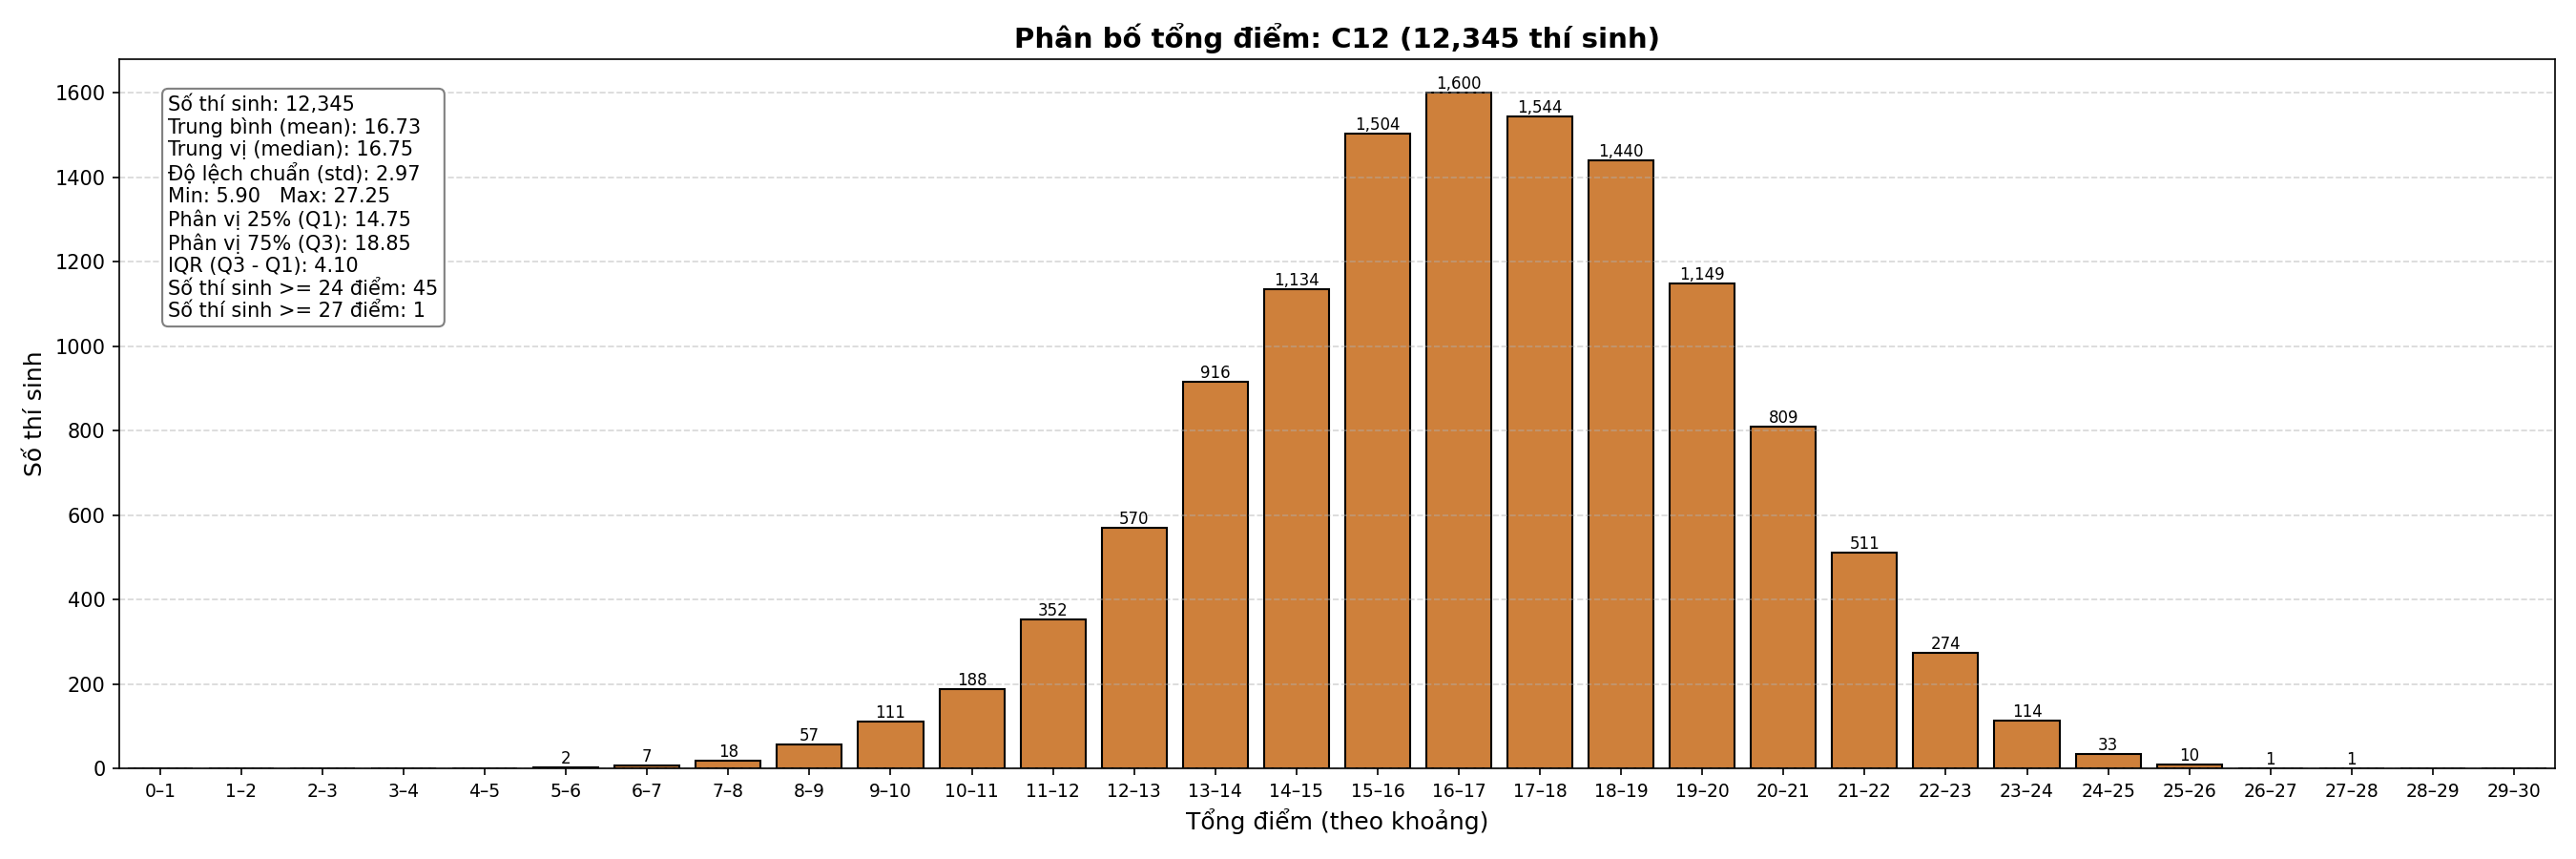 Phân bố tổng điểm: C12 (12,345 thí sinh)
Số thí sinh: 12,345
Trung bình (mean): 16.73
Trung vị (median): 16.75
Độ lệch chuẩn (std): 2.97
Min: 5.90   Max: 27.25
Phân vị 25% (Q1): 14.75
Phân vị 75% (Q3): 18.85
IQR (Q3 - Q1): 4.10
Số thí sinh >= 24 điểm: 45
Số thí sinh >= 27 điểm: 1
Số thí sinh
1600
1400
1200
1000
800
600
400
200
0
2 7 18 57 111 188 352 570 916 1,134 1,504 1,600 1,544 1,440 1,149 809 511 274 114 33 10 1 1
0–1 1–2 2–3 3–4 4–5 5–6 6–7 7–8 8–9 9–10 10–11 11–12 12–13 13–14 14–15 15–16 16–17 17–18 18–19 19–20 20–21 21–22 22–23 23–24 24–25 25–26 26–27 27–28 28–29 29–30
Tổng điểm (theo khoảng)